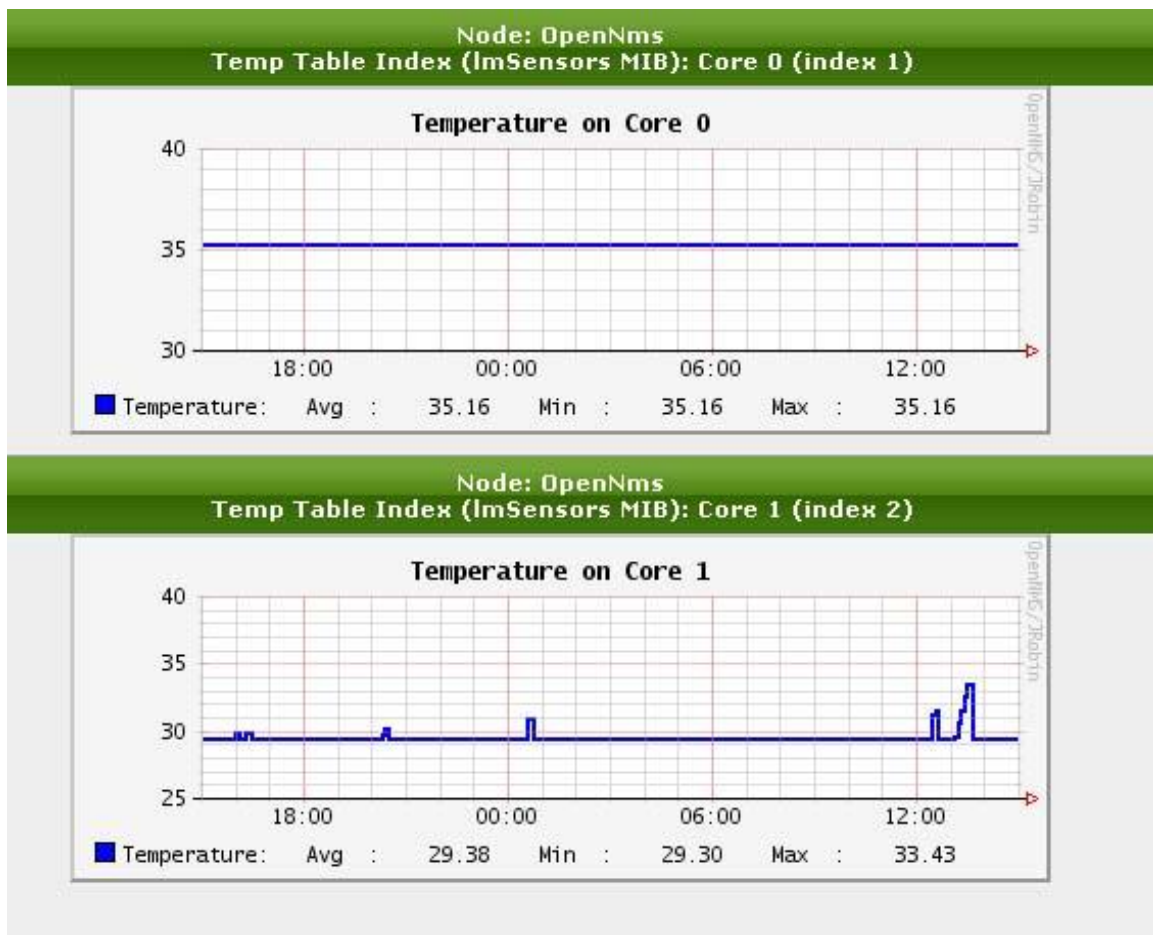 Node: OpenNms
Temp Table Index (lmSensors MIB): Core 0 (index 1)
Temperature on Core 0
OpenNMS/JRobin
40
35
30
18:00 00:00 06:00 12:00
Temperature: Avg : 35.16 Min : 35.16 Max : 35.16
Node: OpenNms
Temp Table Index (lmSensors MIB): Core 1 (index 2)
Temperature on Core 1
OpenNMS/JRobin
40
35
30
25
18:00 00:00 06:00 12:00
Temperature: Avg : 29.38 Min : 29.30 Max : 33.43